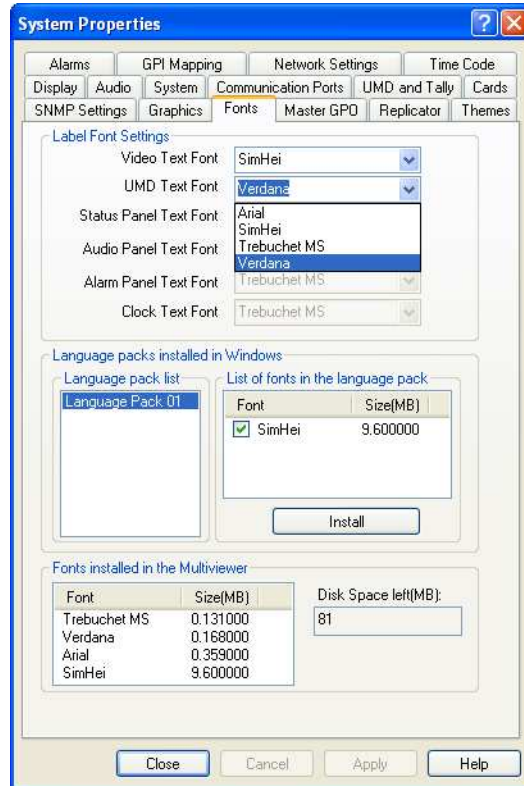 System Properties
Alarms GPI Mapping Network Settings Time Code
Display Audio System Communication Ports UMD and Tally Cards
SNMP Settings Graphics Fonts Master GPO Replicator Themes
Label Font Settings
Video Text Font SimHei
UMD Text Font Verdana
Status Panel Text Font
Arial
SimHei
Audio Panel Text Font
Trebuchet MS
Verdana
Alarm Panel Text Font Trebuchet MS
Clock Text Font Trebuchet MS
Language packs installed in Windows
Language pack list
Language Pack 01
List of fonts in the language pack
Font Size(MB)
SimHei 9.600000
Install
Fonts installed in the Multiviewer
Font Size(MB)
Trebuchet MS 0.131000
Verdana 0.168000
Arial 0.359000
SimHei 9.600000
Disk Space left(MB):
81
Close Cancel Apply Help